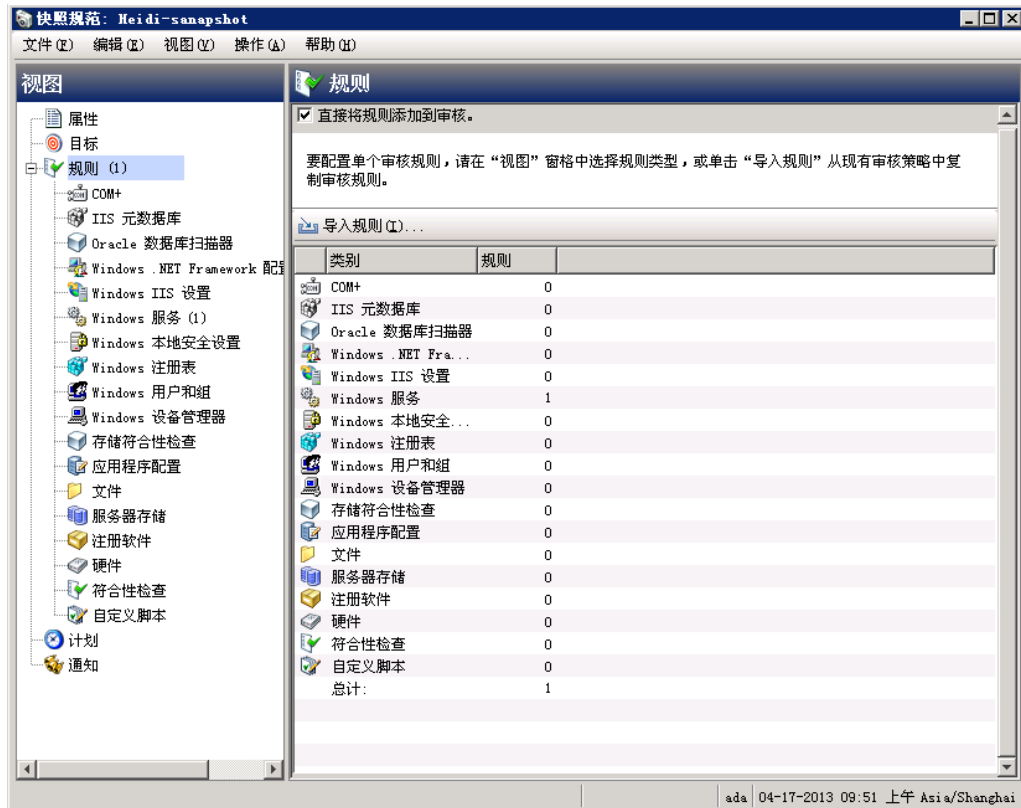 快照规范: Heidi-sanapshot
文件(F) 编辑(E) 视图(V) 操作(A) 帮助(H)
视图
属性
目标
规则 (1)
COM+
IIS 元数据库
Oracle 数据库扫描器
Windows .NET Framework 配置
Windows IIS 设置
Windows 服务 (1)
Windows 本地安全设置
Windows 注册表
Windows 用户和组
Windows 设备管理器
存储符合性检查
应用程序配置
文件
服务器存储
注册软件
硬件
符合性检查
自定义脚本
计划
通知
规则
直接将规则添加到审核。
要配置单个审核规则，请在“视图”窗格中选择规则类型，或单击“导入规则”从现有审核策略中复
制审核规则。
导入规则(I)...
类别 规则
COM+ 0
IIS 元数据库 0
Oracle 数据库扫描器 0
Windows .NET Fra... 0
Windows IIS 设置 0
Windows 服务 1
Windows 本地安全... 0
Windows 注册表 0
Windows 用户和组 0
Windows 设备管理器 0
存储符合性检查 0
应用程序配置 0
文件 0
服务器存储 0
注册软件 0
硬件 0
符合性检查 0
自定义脚本 0
总计: 1
ada 04-17-2013 09:51 上午 Asia/Shanghai